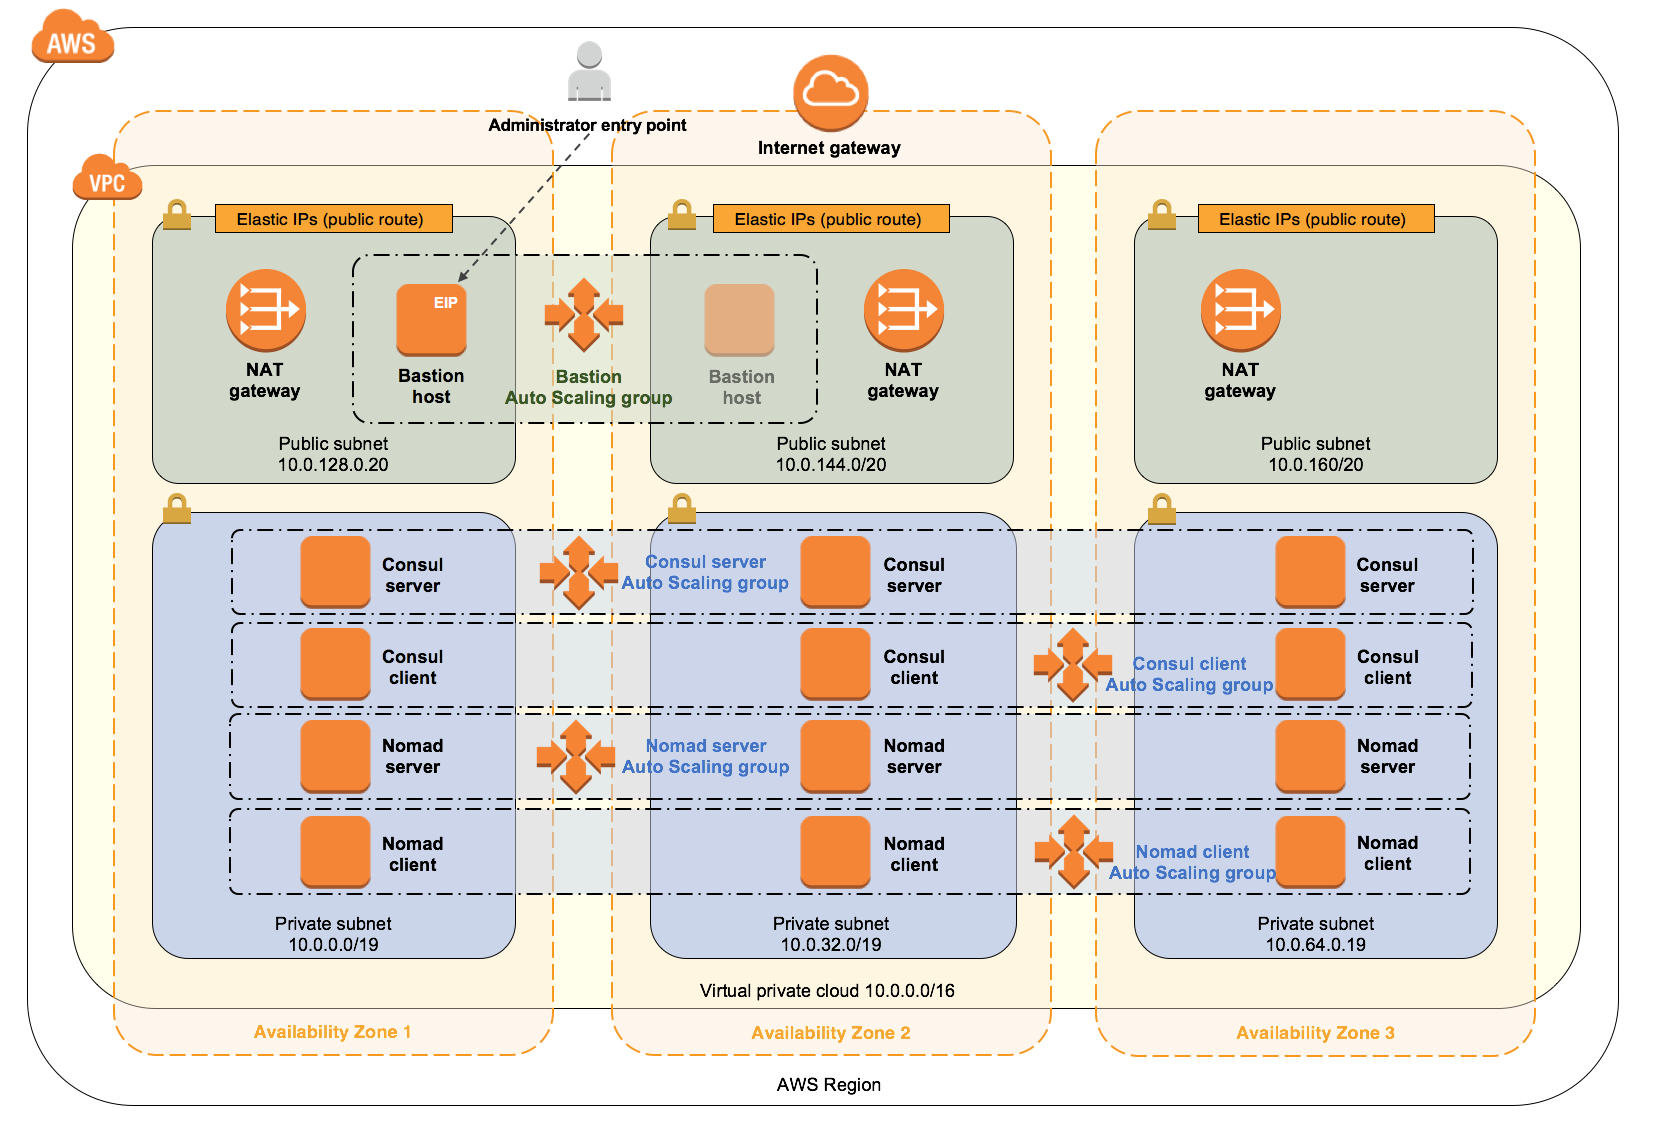 AWS
Administrator entry point
Internet gateway
VPC
Elastic IPs (public route)
Elastic IPs (public route)
Elastic IPs (public route)
EIP
NAT
gateway
Bastion
host
Bastion
Auto Scaling group
Bastion
host
NAT
gateway
NAT
gateway
Public subnet
10.0.128.0.20
Public subnet
10.0.144.0/20
Public subnet
10.0.160/20
Consul
server
Consul server
Auto Scaling group
Consul
server
Consul
server
Consul
client
Consul
client
Consul client
Auto Scaling group
Consul
client
Nomad
server
Nomad server
Auto Scaling group
Nomad
server
Nomad
server
Nomad
client
Nomad
client
Nomad client
Auto Scaling group
Nomad
client
Private subnet
10.0.0.0/19
Private subnet
10.0.32.0/19
Private subnet
10.0.64.0.19
Virtual private cloud 10.0.0.0/16
Availability Zone 1
Availability Zone 2
Availability Zone 3
AWS Region